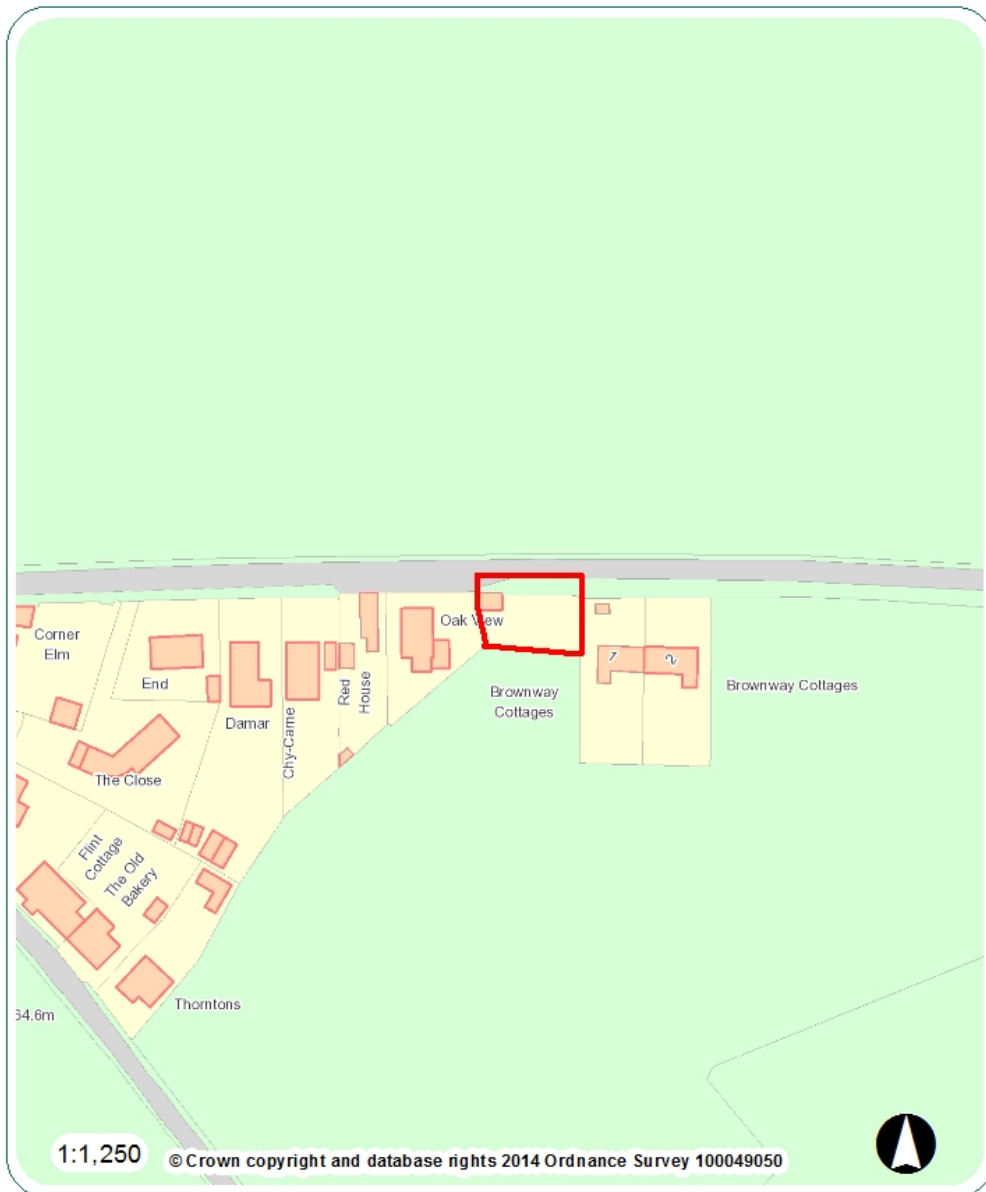 Corner
Elm
End
Damar
Chy-Carne
Red
House
Oak View
Brownway
Cottages
1
2
Brownway Cottages
The Close
Flint
Cottage
The Old
Bakery
Thorntons
64.6m
1:1,250
© Crown copyright and database rights 2014 Ordnance Survey 100049050